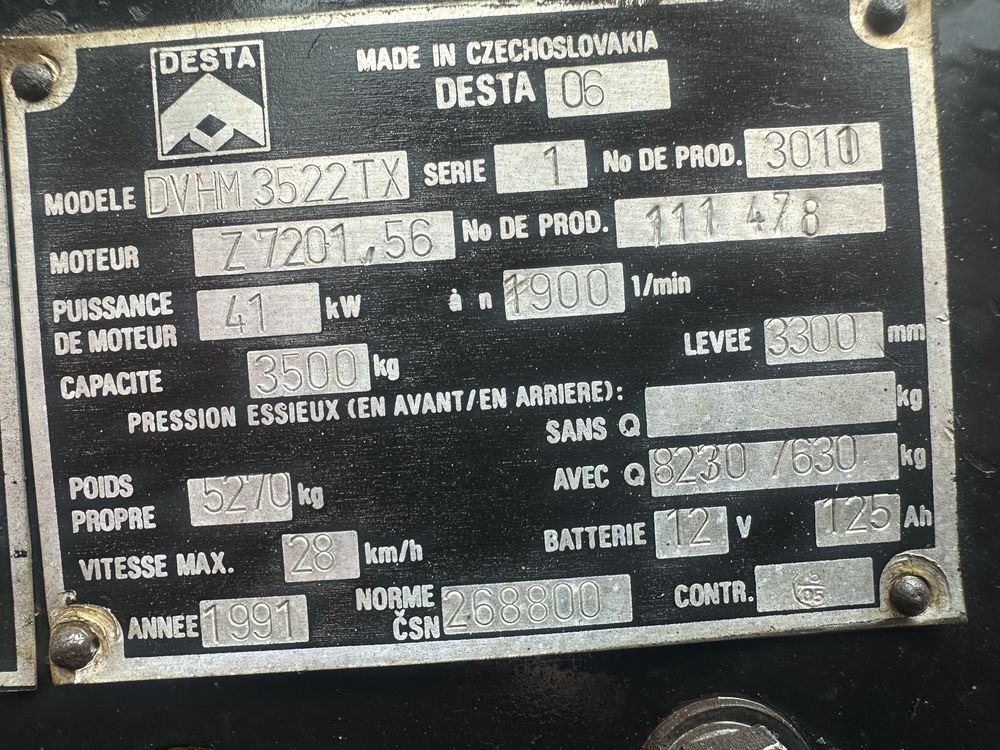 DESTA
MADE IN CZECHOSLOVAKIA
DESTA 06
MODELE DVHM 3522TX SERIE 1 No DE PROD. 3010
MOTEUR Z 7201,56 No DE PROD. 111 478
PUISSANCE DE MOTEUR 41 kW à n 1900 1/min
LEVEE 3300 mm
CAPACITE 3500 kg
PRESSION ESSIEUX (EN AVANT/EN ARRIERE):
SANS Q kg
AVEC Q 8230 /630 kg
POIDS PROPRE 5270 kg
BATTERIE 12 V 125 Ah
VITESSE MAX. 28 km/h
ANNEE 1991 NORME ČSN 268800 CONTR.